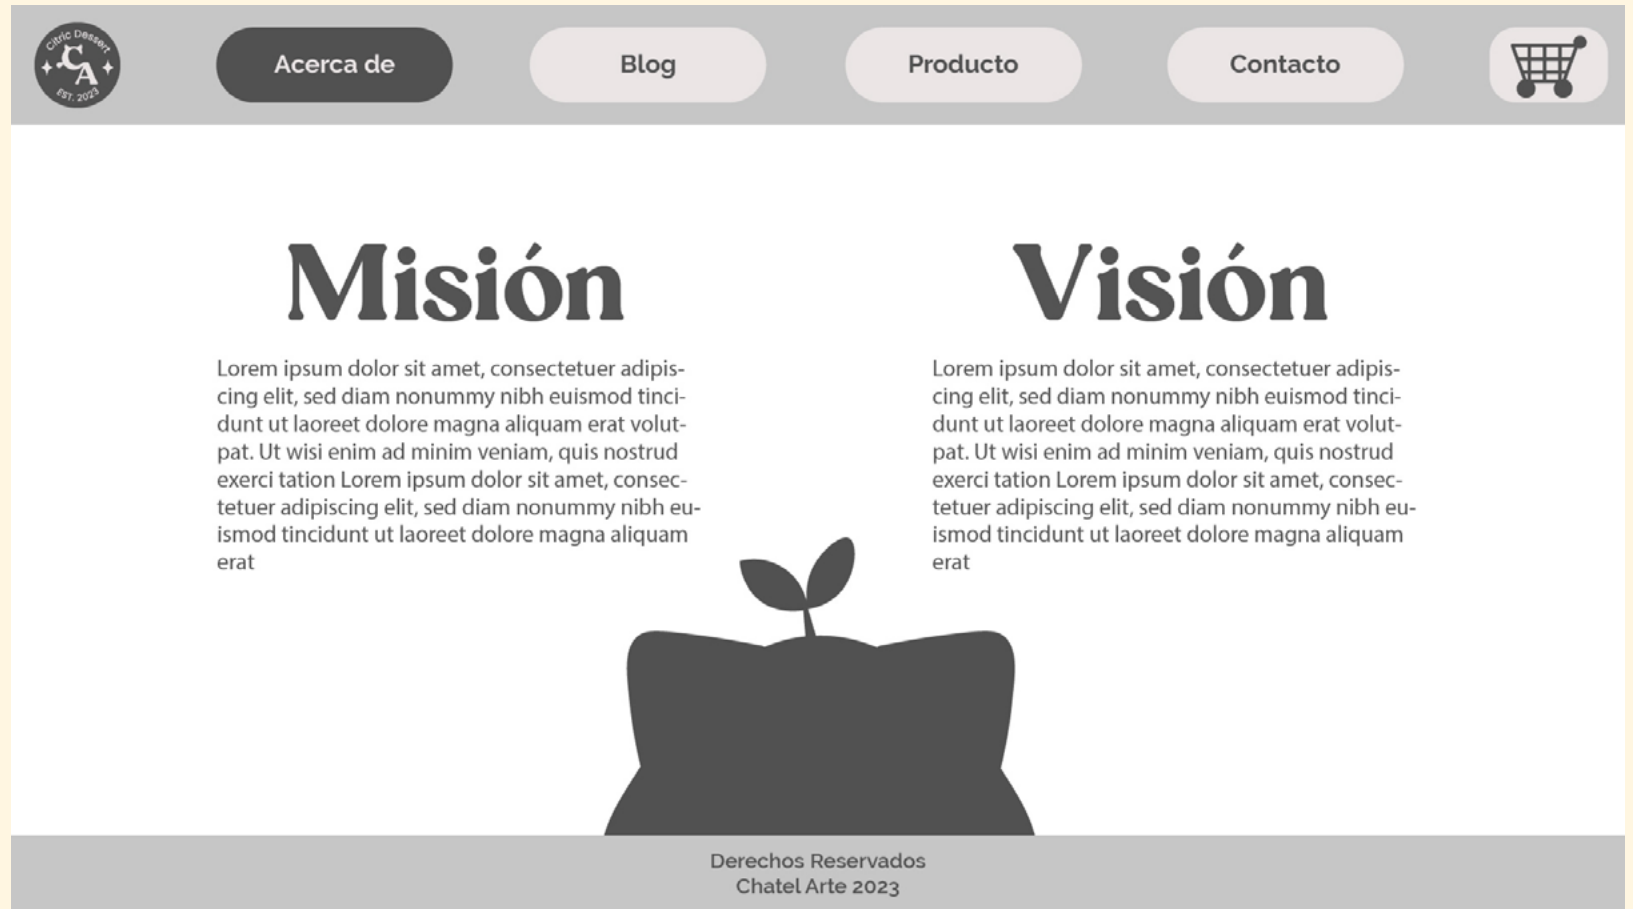 Citric Dessert
CA
EST. 2023
Acerca de
Blog
Producto
Contacto
Misión
Lorem ipsum dolor sit amet, consectetuer adipis-
cing elit, sed diam nonummy nibh euismod tinci-
dunt ut laoreet dolore magna aliquam erat volut-
pat. Ut wisi enim ad minim veniam, quis nostrud
exerci tation Lorem ipsum dolor sit amet, consec-
tetuer adipiscing elit, sed diam nonummy nibh eu-
ismod tincidunt ut laoreet dolore magna aliquam
erat
Visión
Lorem ipsum dolor sit amet, consectetuer adipis-
cing elit, sed diam nonummy nibh euismod tinci-
dunt ut laoreet dolore magna aliquam erat volut-
pat. Ut wisi enim ad minim veniam, quis nostrud
exerci tation Lorem ipsum dolor sit amet, consec-
tetuer adipiscing elit, sed diam nonummy nibh eu-
ismod tincidunt ut laoreet dolore magna aliquam
erat
Derechos Reservados
Chatel Arte 2023